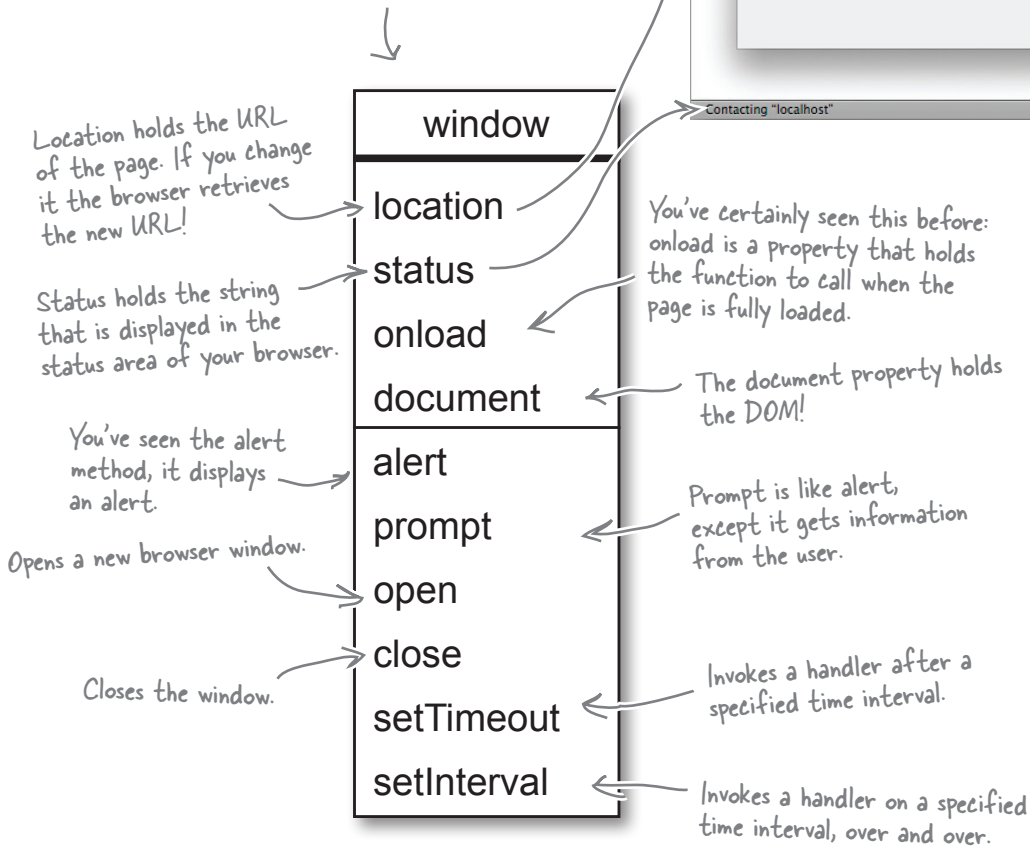 Contacting "localhost"
window
Location holds the URL
of the page. If you change
it the browser retrieves
the new URL!
location
status
onload
document
Status holds the string
that is displayed in the
status area of your browser.
You've certainly seen this before:
onload is a property that holds
the function to call when the
page is fully loaded.
The document property holds
the DOM!
You've seen the alert
method, it displays
an alert.
alert
prompt
open
close
setTimeout
setInterval
Prompt is like alert,
except it gets information
from the user.
Opens a new browser window.
Closes the window.
Invokes a handler after a
specified time interval.
Invokes a handler on a specified
time interval, over and over.